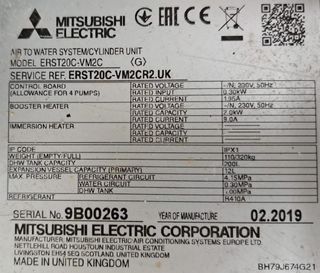 MITSUBISHI
ELECTRIC
AIR TO WATER SYSTEM/CYLINDER UNIT
MODEL ERST20C-VM2C (G)
SERVICE REF. ERST20C-VM2CR2.UK
CONTROL BOARD RATED VOLTAGE ~/N, 230V, 50Hz
(ALLOWANCE FOR 4 PUMPS) RATED INPUT 0.30kW
RATED CURRENT 1.95A
BOOSTER HEATER RATED VOLTAGE ~/N, 230V, 50Hz
RATED CAPACITY 2.0kW
RATED CURRENT 9.0A
IMMERSION HEATER RATED VOLTAGE
RATED CAPACITY
RATED CURRENT
IP CODE IPX1
WEIGHT (EMPTY/FULL) 110/320kg
DHW TANK CAPACITY 200L
EXPANSION VESSEL CAPACITY (PRIMARY) 12L
MAX PRESSURE REFRIGERANT CIRCUIT 4.15MPa
WATER CIRCUIT 0.30MPa
DHW TANK 1.00MPa
REFRIGERANT R410A
SERIAL No. 9B00263 YEAR OF MANUFACTURE 02.2019
MITSUBISHI ELECTRIC CORPORATION
MANUFACTURER: MITSUBISHI ELECTRIC AIR CONDITIONING SYSTEMS EUROPE LTD.
NETTLEHILL ROAD HOUSTOUN INDUSTRIAL ESTATE
LIVINGSTON EH54 5EQ SCOTLAND, UNITED KINGDOM
MADE IN UNITED KINGDOM BH79J674G21